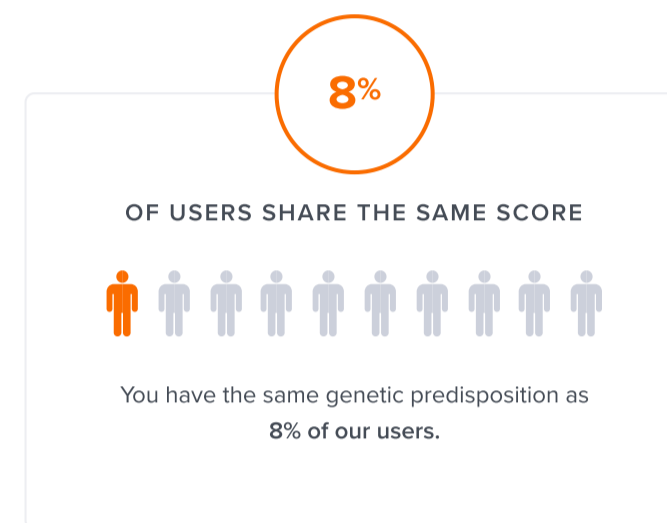 8%
OF USERS SHARE THE SAME SCORE
You have the same genetic predisposition as
8% of our users.